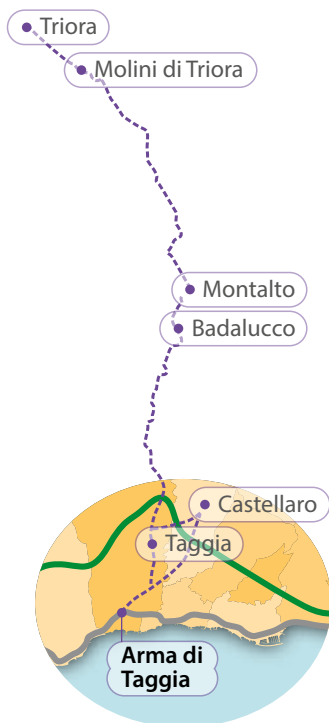 Triora
Molini di Triora
Montalto
Badalucco
Castellaro
Taggia
Arma di
Taggia